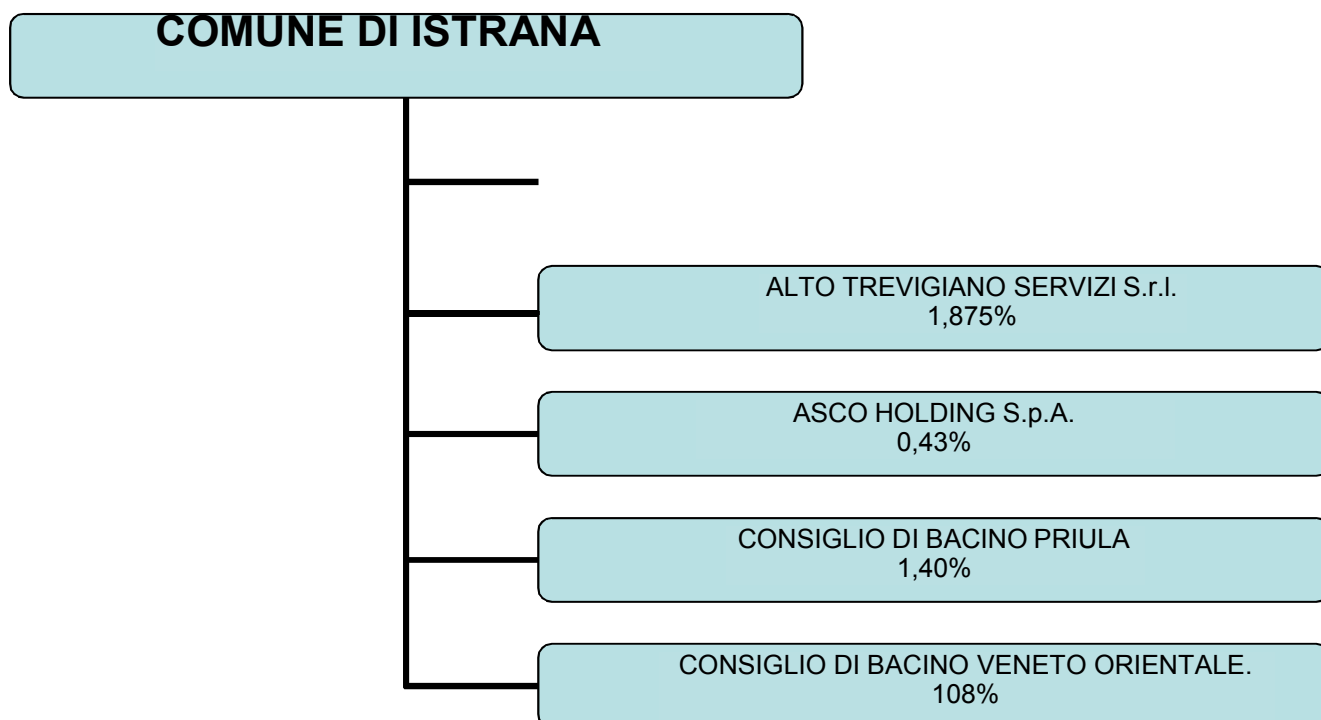 COMUNE DI ISTRANA
ALTO TREVIGIANO SERVIZI S.r.l.
1,875%
ASCO HOLDING S.p.A.
0,43%
CONSIGLIO DI BACINO PRIULA
1,40%
CONSIGLIO DI BACINO VENETO ORIENTALE.
108%